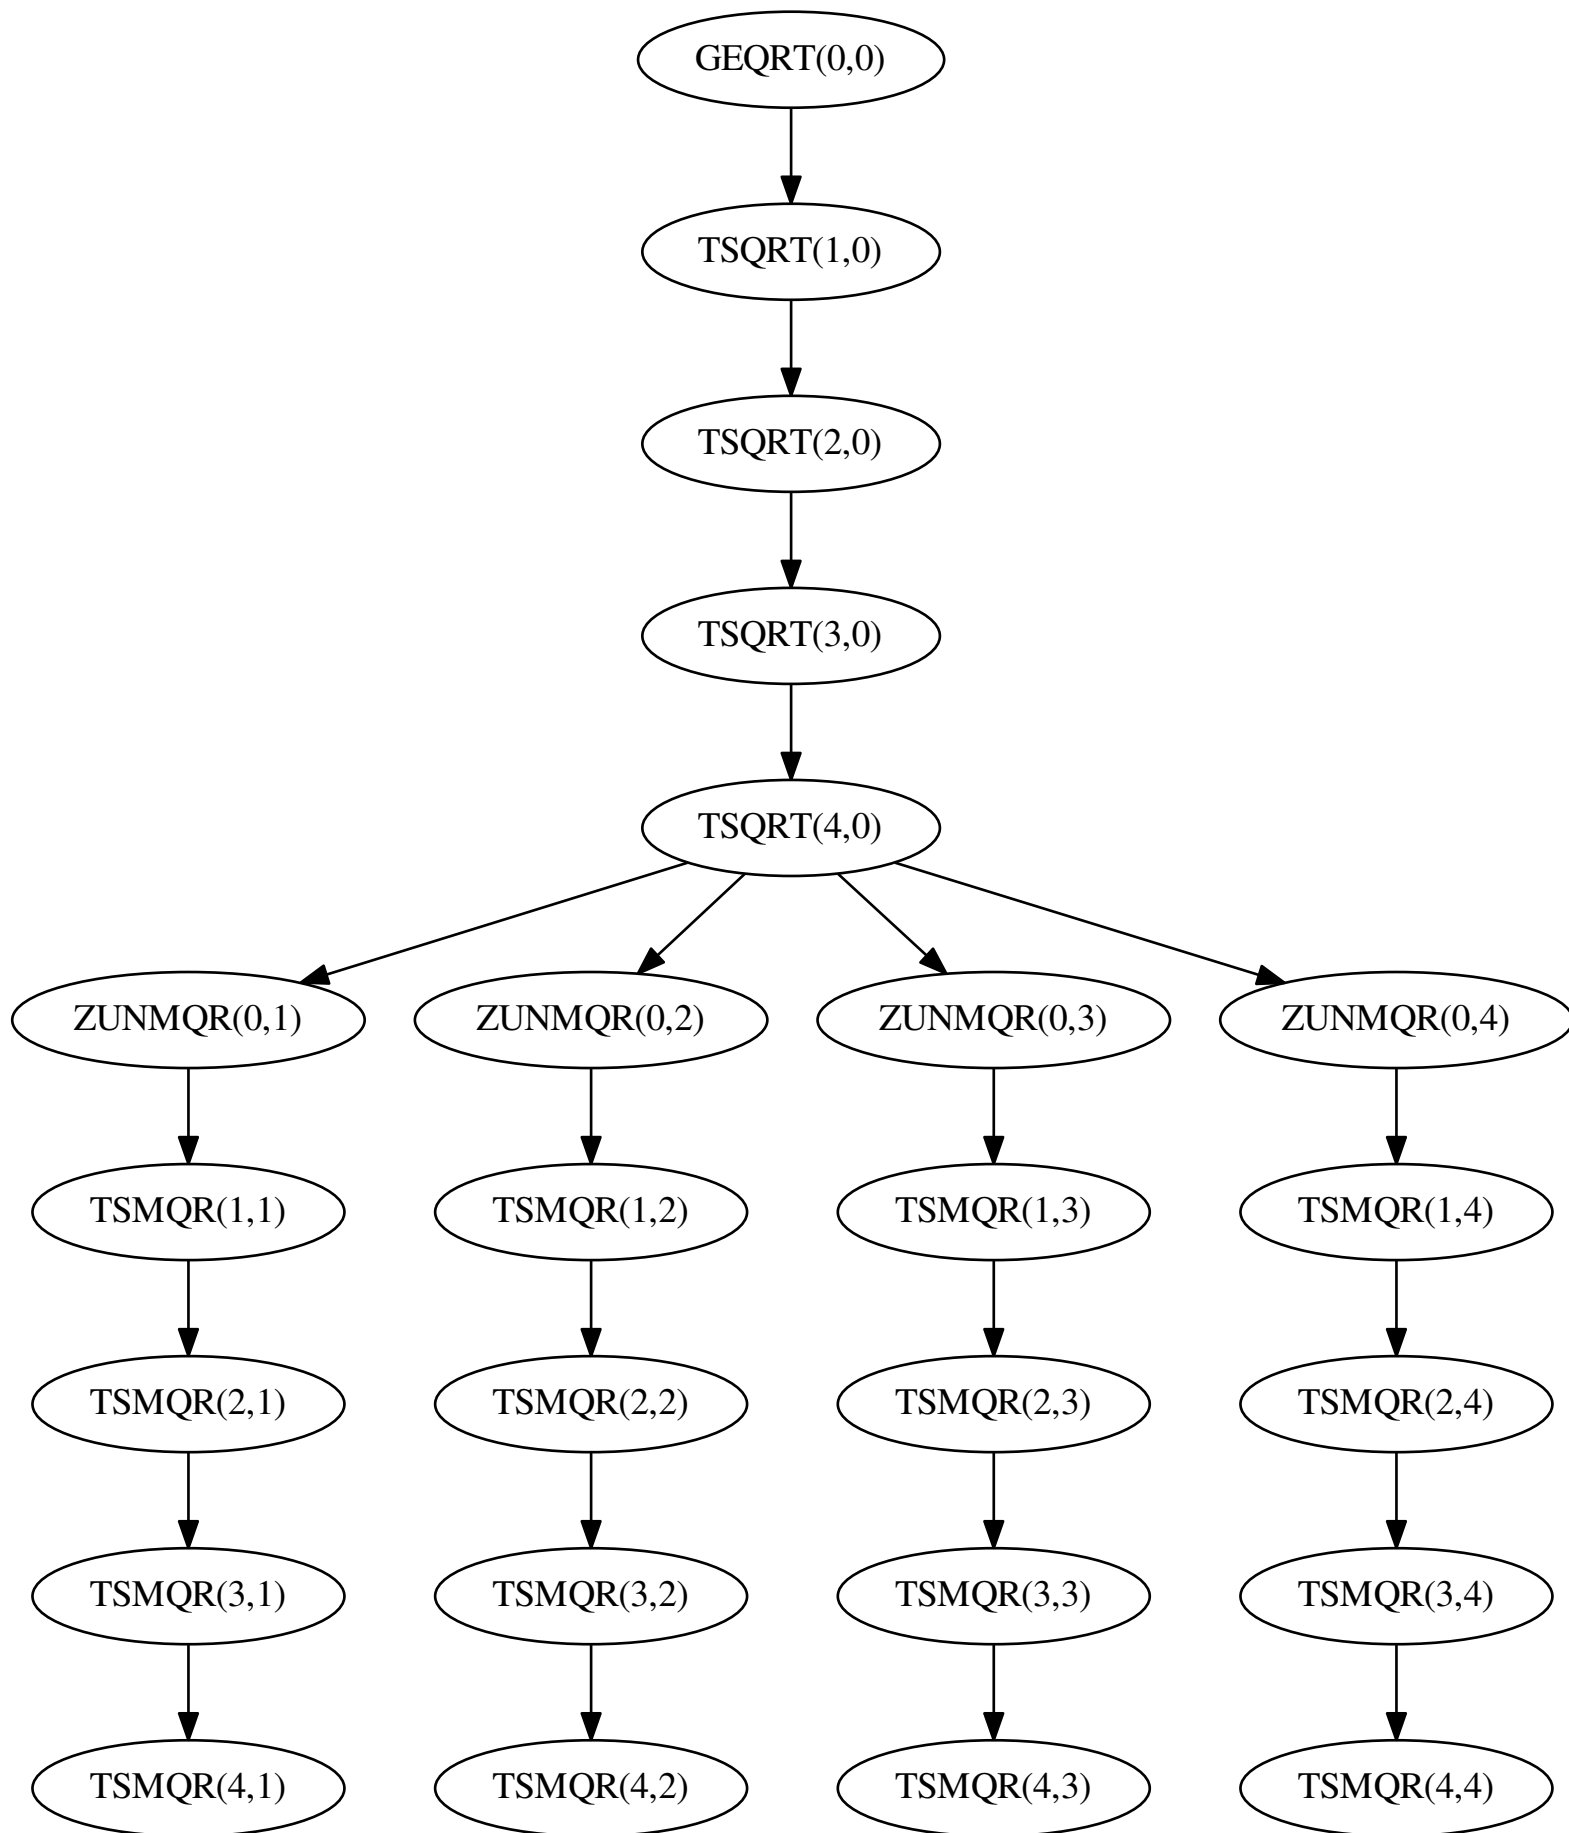 GEQRT(0,0)
TSQRT(1,0)
TSQRT(2,0)
TSQRT(3,0)
TSQRT(4,0)
ZUNMQR(0,1) ZUNMQR(0,2) ZUNMQR(0,3) ZUNMQR(0,4)
TSMQR(1,1) TSMQR(1,2) TSMQR(1,3) TSMQR(1,4)
TSMQR(2,1) TSMQR(2,2) TSMQR(2,3) TSMQR(2,4)
TSMQR(3,1) TSMQR(3,2) TSMQR(3,3) TSMQR(3,4)
TSMQR(4,1) TSMQR(4,2) TSMQR(4,3) TSMQR(4,4)